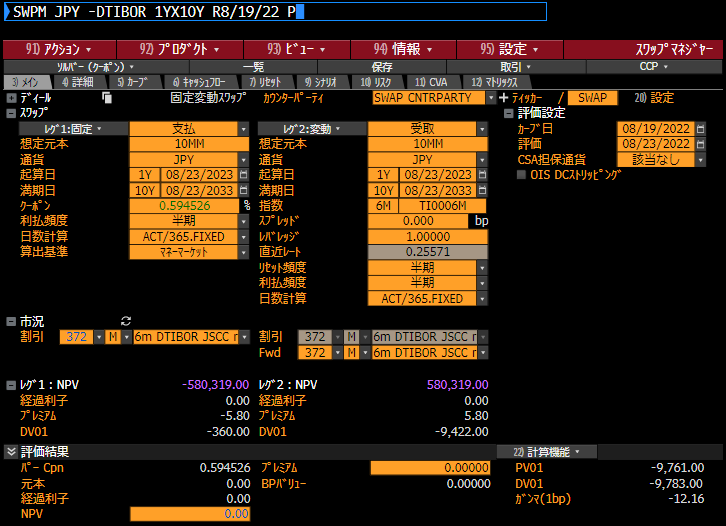 SWPM JPY -DTIBOR 1YX10Y R8/19/22 P
91) アクション 92) プロダクト 93) ビュー 94) 情報 95) 設定 スワップマネジャー
ソルバー (クーポン) 一覧 保存 取引 CCP
3) メイン 4) 詳細 5) カーブ 6) キャッシュフロー 7) リセット 9) シナリオ 10) リスク 11) CVA 12) マトリックス
ディール 固定変動スワップ カウンターパーティ SWAP CNTRPARTY ティッカー / SWAP 20) 設定
スワップ 評価設定
レグ1:固定 支払 レグ2:変動 受取 カーブ日 08/19/2022
想定元本 10MM 想定元本 10MM 評価 08/23/2022
通貨 JPY 通貨 JPY CSA担保通貨 該当なし
起算日 1Y 08/23/2023 起算日 1Y 08/23/2023 OIS DCストリッピング
満期日 10Y 08/23/2033 満期日 10Y 08/23/2033
クーポン 0.594526 % 指数 6M TI0006M
利払頻度 半期 スプレッド 0.000 bp
日数計算 ACT/365.FIXED レバレッジ 1.00000
算出基準 マネーマーケット 直近レート 0.25571
リセット頻度 半期
利払頻度 半期
日数計算 ACT/365.FIXED
市況
割引 372 M 6m DTIBOR JSCC 割引 372 M 6m DTIBOR JSCC
Fwd 372 M 6m DTIBOR JSCC
レグ1 : NPV -580,319.00 レグ2 : NPV 580,319.00
経過利子 0.00 経過利子 0.00
プレミアム -5.80 プレミアム 5.80
DV01 -360.00 DV01 -9,422.00
評価結果 22) 計算機能
パー Cpn 0.594526 プレミアム 0.00000 PV01 -9,761.00
元本 0.00 BPバリュー 0.00000 DV01 -9,783.00
経過利子 0.00 ガンマ(1bp) -12.16
NPV 0.00